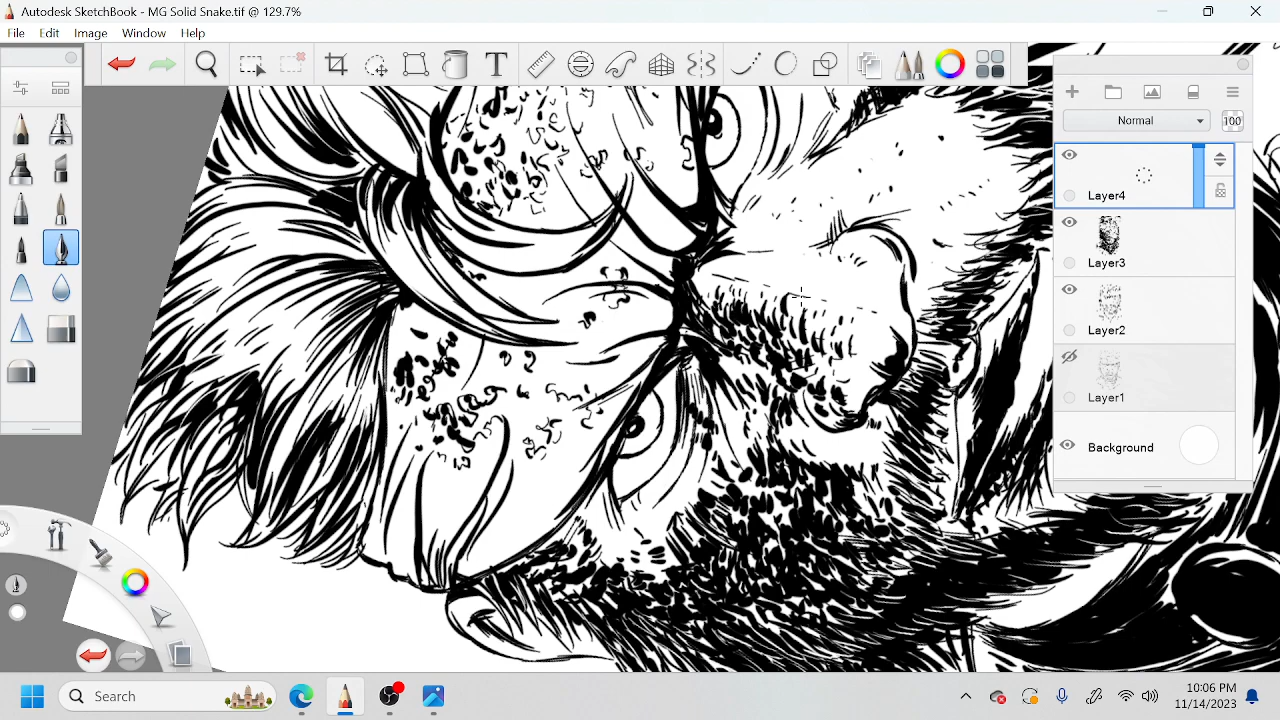 Autodesk SketchBook - MG Solid Snake.tif @ 129.7%
File Edit Image Window Help
T
Normal
100
Layer4
Layer3
Layer2
Layer1
Background
Search
10:06 PM
11/14/2023